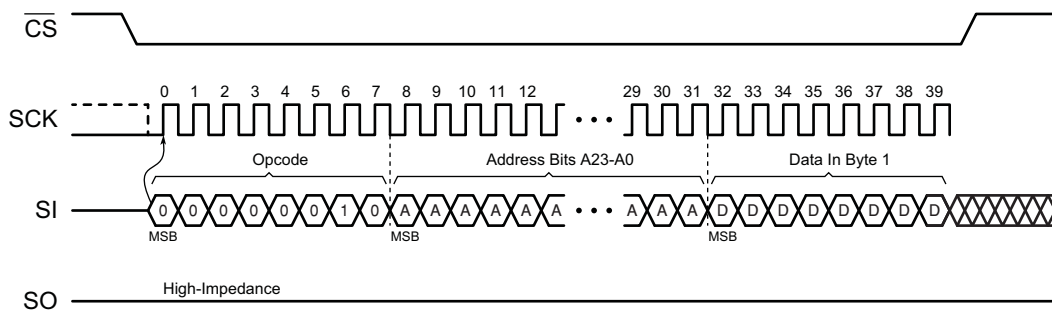 CS
0 1 2 3 4 5 6 7 8 9 10 11 12 29 30 31 32 33 34 35 36 37 38 39
SCK
Opcode Address Bits A23-A0 Data In Byte 1
SI 0 0 0 0 0 0 1 0 A A A A A A A A A D D D D D D D D
MSB MSB MSB
High-Impedance
SO